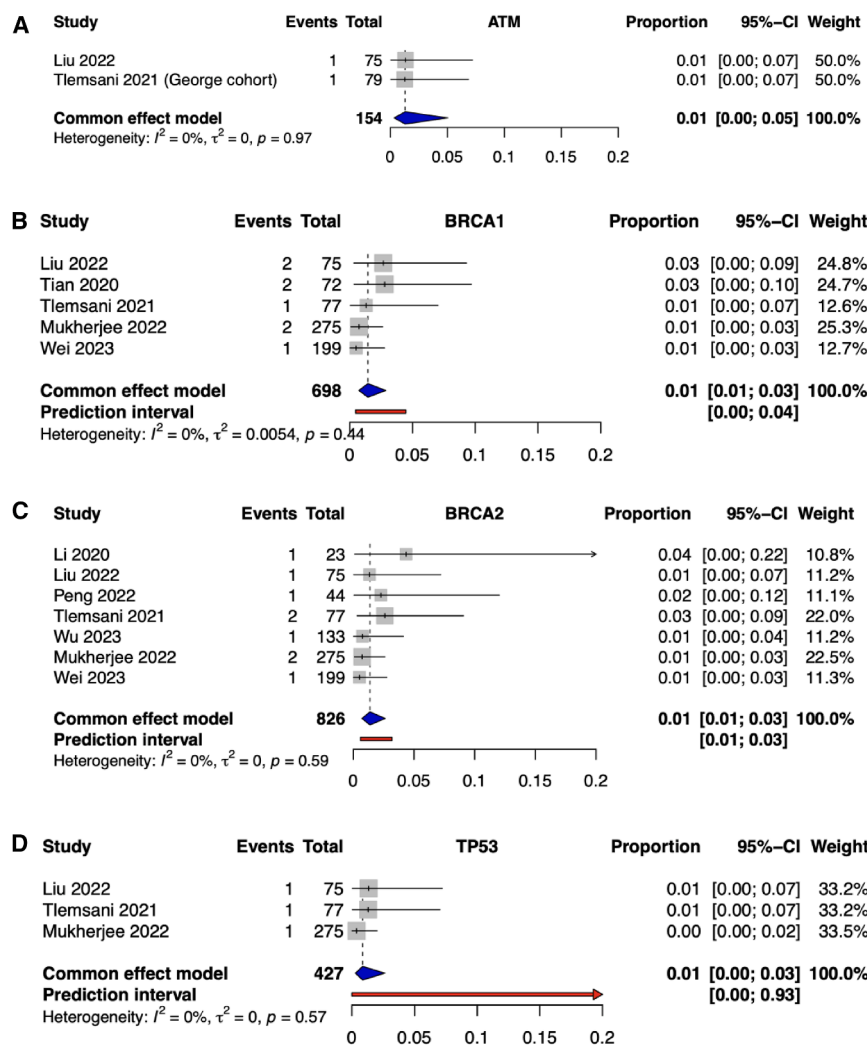 A Study Events Total ATM Proportion 95%−CI Weight
Liu 2022 1 75 0.01 [0.00; 0.07] 50.0%
Tlemsani 2021 (George cohort) 1 79 0.01 [0.00; 0.07] 50.0%
Common effect model 154 0.01 [0.00; 0.05] 100.0%
Heterogeneity: I² = 0%, τ² = 0, p = 0.97
0 0.05 0.1 0.15 0.2
B Study Events Total BRCA1 Proportion 95%−CI Weight
Liu 2022 2 75 0.03 [0.00; 0.09] 24.8%
Tian 2020 2 72 0.03 [0.00; 0.10] 24.7%
Tlemsani 2021 1 77 0.01 [0.00; 0.07] 12.6%
Mukherjee 2022 2 275 0.01 [0.00; 0.03] 25.3%
Wei 2023 1 199 0.01 [0.00; 0.03] 12.7%
Common effect model 698 0.01 [0.01; 0.03] 100.0%
Prediction interval [0.00; 0.04]
Heterogeneity: I² = 0%, τ² = 0.0054, p = 0.44
0 0.05 0.1 0.15 0.2
C Study Events Total BRCA2 Proportion 95%−CI Weight
Li 2020 1 23 0.04 [0.00; 0.22] 10.8%
Liu 2022 1 75 0.01 [0.00; 0.07] 11.2%
Peng 2022 1 44 0.02 [0.00; 0.12] 11.1%
Tlemsani 2021 2 77 0.03 [0.00; 0.09] 22.0%
Wu 2023 1 133 0.01 [0.00; 0.04] 11.2%
Mukherjee 2022 2 275 0.01 [0.00; 0.03] 22.5%
Wei 2023 1 199 0.01 [0.00; 0.03] 11.3%
Common effect model 826 0.01 [0.01; 0.03] 100.0%
Prediction interval [0.01; 0.03]
Heterogeneity: I² = 0%, τ² = 0, p = 0.59
0 0.05 0.1 0.15 0.2
D Study Events Total TP53 Proportion 95%−CI Weight
Liu 2022 1 75 0.01 [0.00; 0.07] 33.2%
Tlemsani 2021 1 77 0.01 [0.00; 0.07] 33.2%
Mukherjee 2022 1 275 0.00 [0.00; 0.02] 33.5%
Common effect model 427 0.01 [0.00; 0.03] 100.0%
Prediction interval [0.00; 0.93]
Heterogeneity: I² = 0%, τ² = 0, p = 0.57
0 0.05 0.1 0.15 0.2